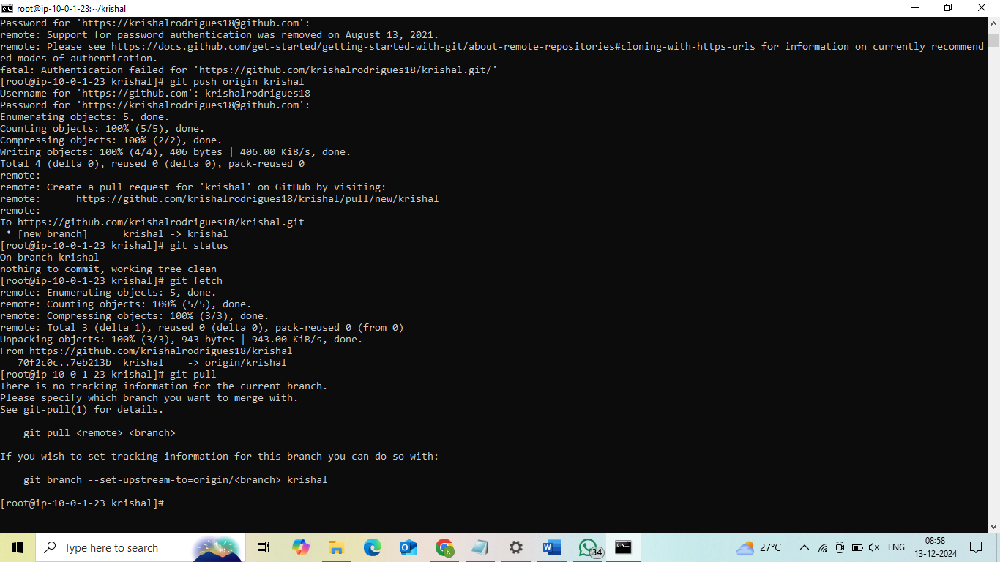 root@ip-10-0-1-23:~/krishal
Password for 'https://krishalrodrigues18@github.com':
remote: Support for password authentication was removed on August 13, 2021.
remote: Please see https://docs.github.com/get-started/getting-started-with-git/about-remote-repositories#cloning-with-https-urls for information on currently recommend
ed modes of authentication.
fatal: Authentication failed for 'https://github.com/krishalrodrigues18/krishal.git/'
[root@ip-10-0-1-23 krishal]# git push origin krishal
Username for 'https://github.com': krishalrodrigues18
Password for 'https://krishalrodrigues18@github.com':
Enumerating objects: 5, done.
Counting objects: 100% (5/5), done.
Compressing objects: 100% (2/2), done.
Writing objects: 100% (4/4), 406 bytes | 406.00 KiB/s, done.
Total 4 (delta 0), reused 0 (delta 0), pack-reused 0
remote:
remote: Create a pull request for 'krishal' on GitHub by visiting:
remote:      https://github.com/krishalrodrigues18/krishal/pull/new/krishal
remote:
To https://github.com/krishalrodrigues18/krishal.git
 * [new branch]      krishal -> krishal
[root@ip-10-0-1-23 krishal]# git status
On branch krishal
nothing to commit, working tree clean
[root@ip-10-0-1-23 krishal]# git fetch
remote: Enumerating objects: 5, done.
remote: Counting objects: 100% (5/5), done.
remote: Compressing objects: 100% (3/3), done.
remote: Total 3 (delta 1), reused 0 (delta 0), pack-reused 0 (from 0)
Unpacking objects: 100% (3/3), 943 bytes | 943.00 KiB/s, done.
From https://github.com/krishalrodrigues18/krishal
   70f2c0c..7eb213b  krishal    -> origin/krishal
[root@ip-10-0-1-23 krishal]# git pull
There is no tracking information for the current branch.
Please specify which branch you want to merge with.
See git-pull(1) for details.

    git pull <remote> <branch>

If you wish to set tracking information for this branch you can do so with:

    git branch --set-upstream-to=origin/<branch> krishal

[root@ip-10-0-1-23 krishal]#
Type here to search
K
W
34
27°C
ENG
08:58
13-12-2024